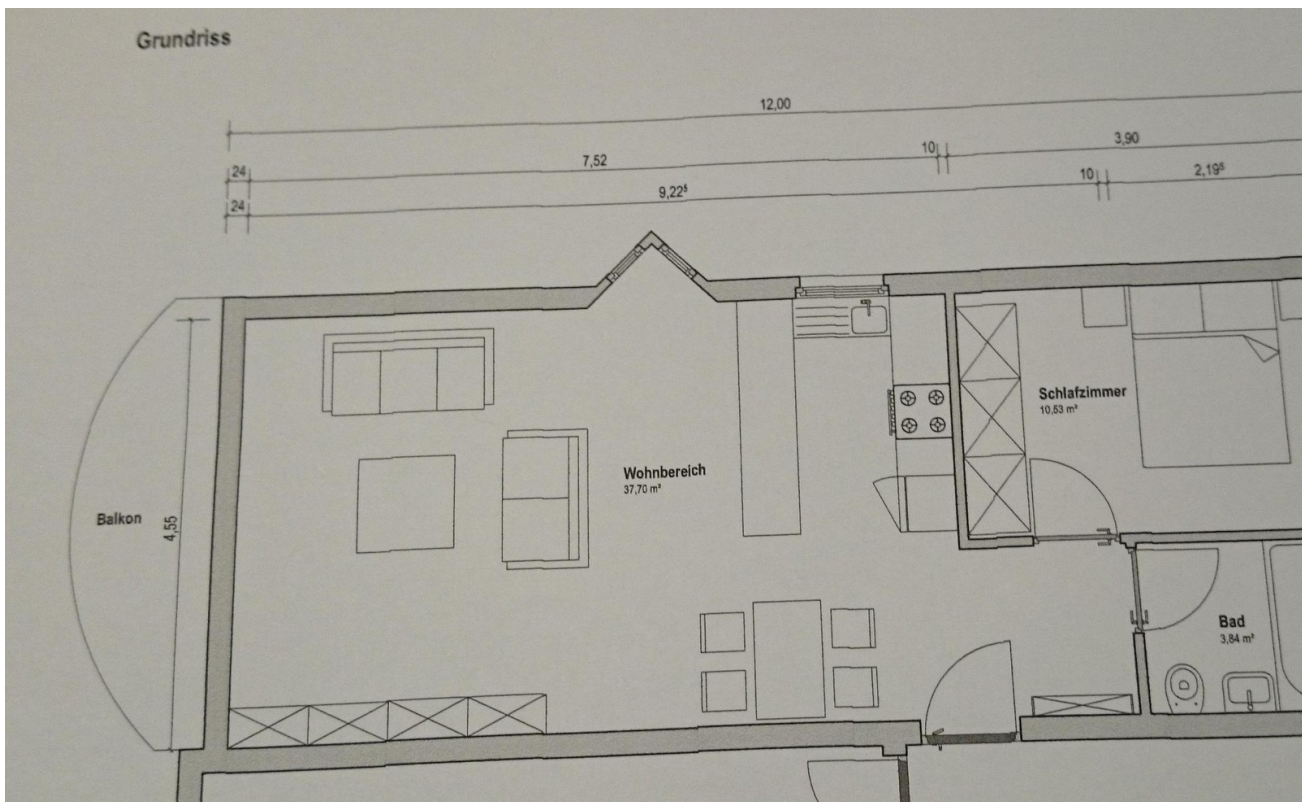 Grundriss
12,00
24
7,52
10
3,90
24
9,22⁵
10
2,19⁵
Schlafzimmer
10,53 m²
Wohnbereich
37,70 m²
Balkon
4,55
Bad
3,84 m²